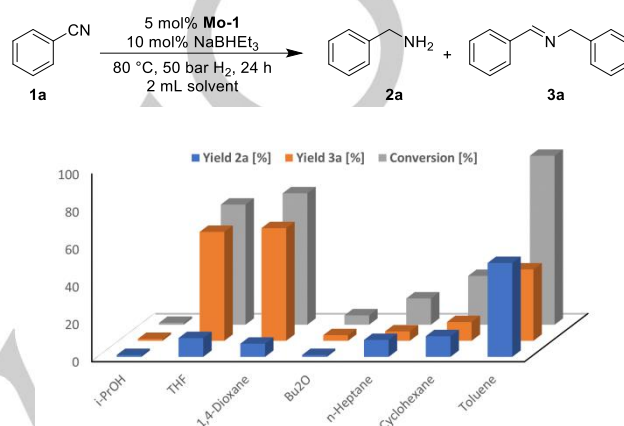 CN
5 mol% Mo-1
10 mol% NaBHEt₃
80 °C, 50 bar H₂, 24 h
2 mL solvent
1a
NH₂
+
2a
N
3a
Yield 2a [%] Yield 3a [%] Conversion [%]
100
80
60
40
20
0
i-PrOH
THF
1,4-Dioxane
Bu2O
n-Heptane
Cyclohexane
Toluene